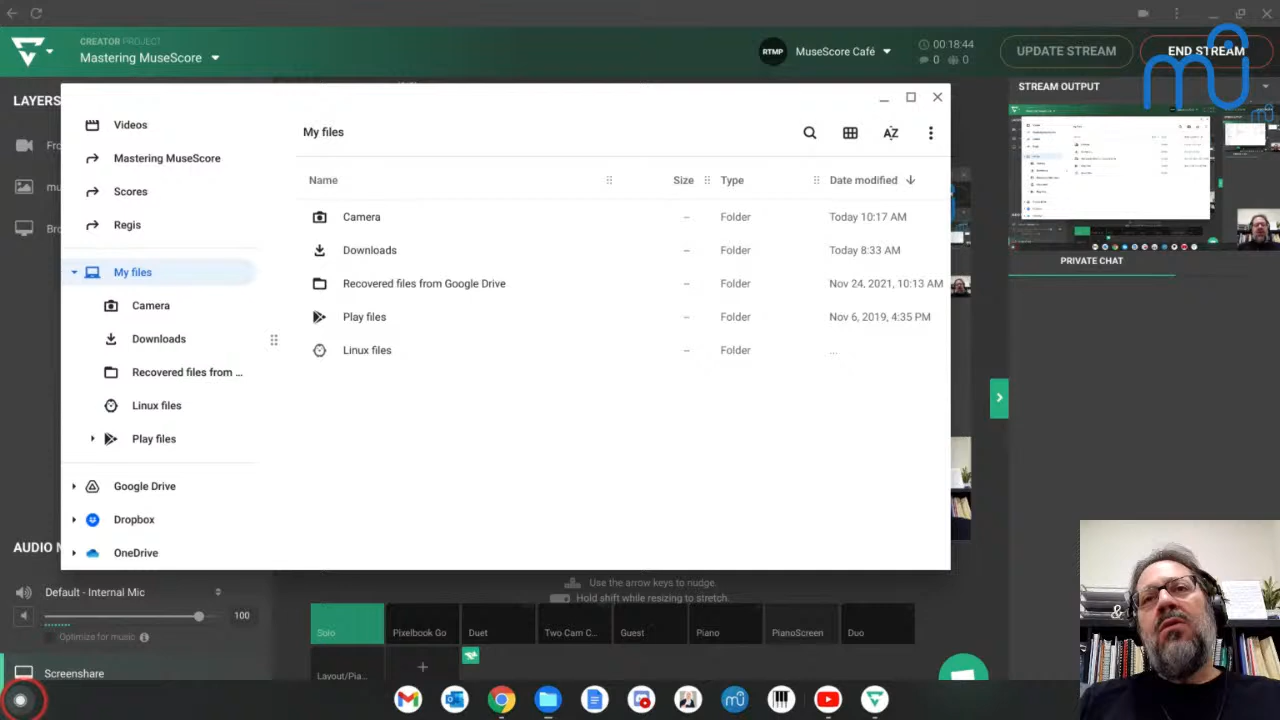 CREATOR PROJECT
Mastering MuseScore
RTMP
MuseScore Café
00:18:44
0
0
UPDATE STREAM
END STREAM
LAYERS
STREAM OUTPUT
Videos
Mastering MuseScore
Scores
Regis
My files
Camera
Downloads
Recovered files from ...
Linux files
Play files
Google Drive
Dropbox
OneDrive
My files
AZ
Name
Size
Type
Date modified
Camera
--
Folder
Today 10:17 AM
Downloads
--
Folder
Today 8:33 AM
Recovered files from Google Drive
--
Folder
Nov 24, 2021, 10:13 AM
Play files
--
Folder
Nov 6, 2019, 4:35 PM
Linux files
--
Folder
...
PRIVATE CHAT
AUDIO M
Default - Internal Mic
100
Optimize for music
Screenshare
Use the arrow keys to nudge.
Hold shift while resizing to stretch.
Solo
Pixelbook Go
Duet
Two Cam C...
Guest
Piano
PianoScreen
Duo
Layout/Pia...
+
&